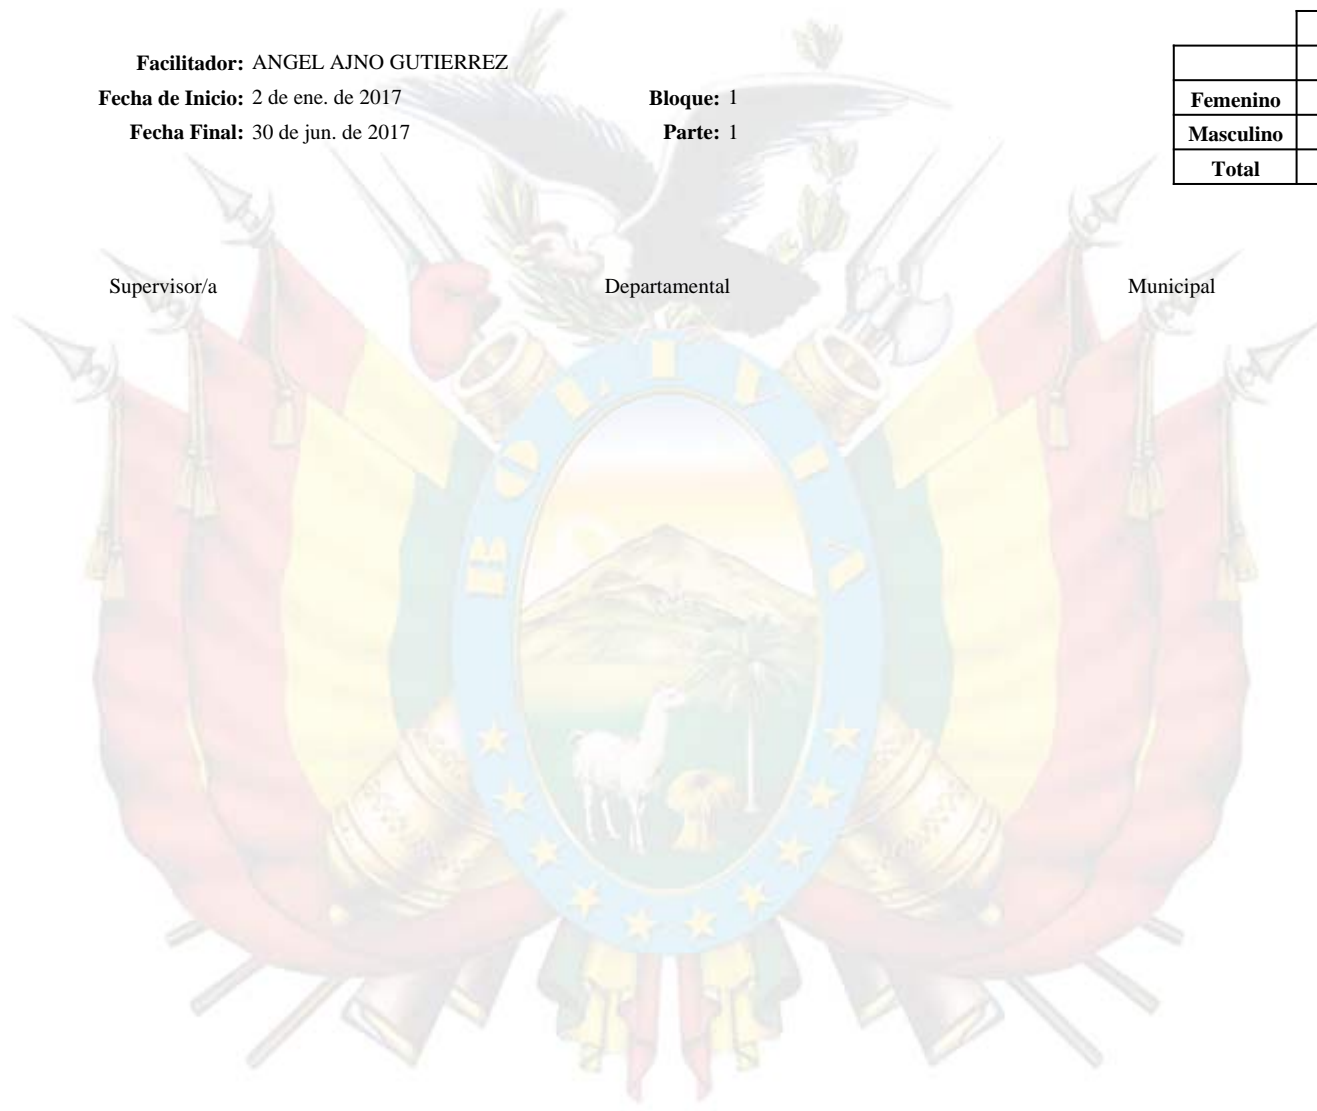 Facilitador: ANGEL AJNO GUTIERREZ
Fecha de Inicio: 2 de ene. de 2017 Bloque: 1
Fecha Final: 30 de jun. de 2017 Parte: 1
Femenino
Masculino
Total
Supervisor/a Departamental Municipal
BOLIVIA